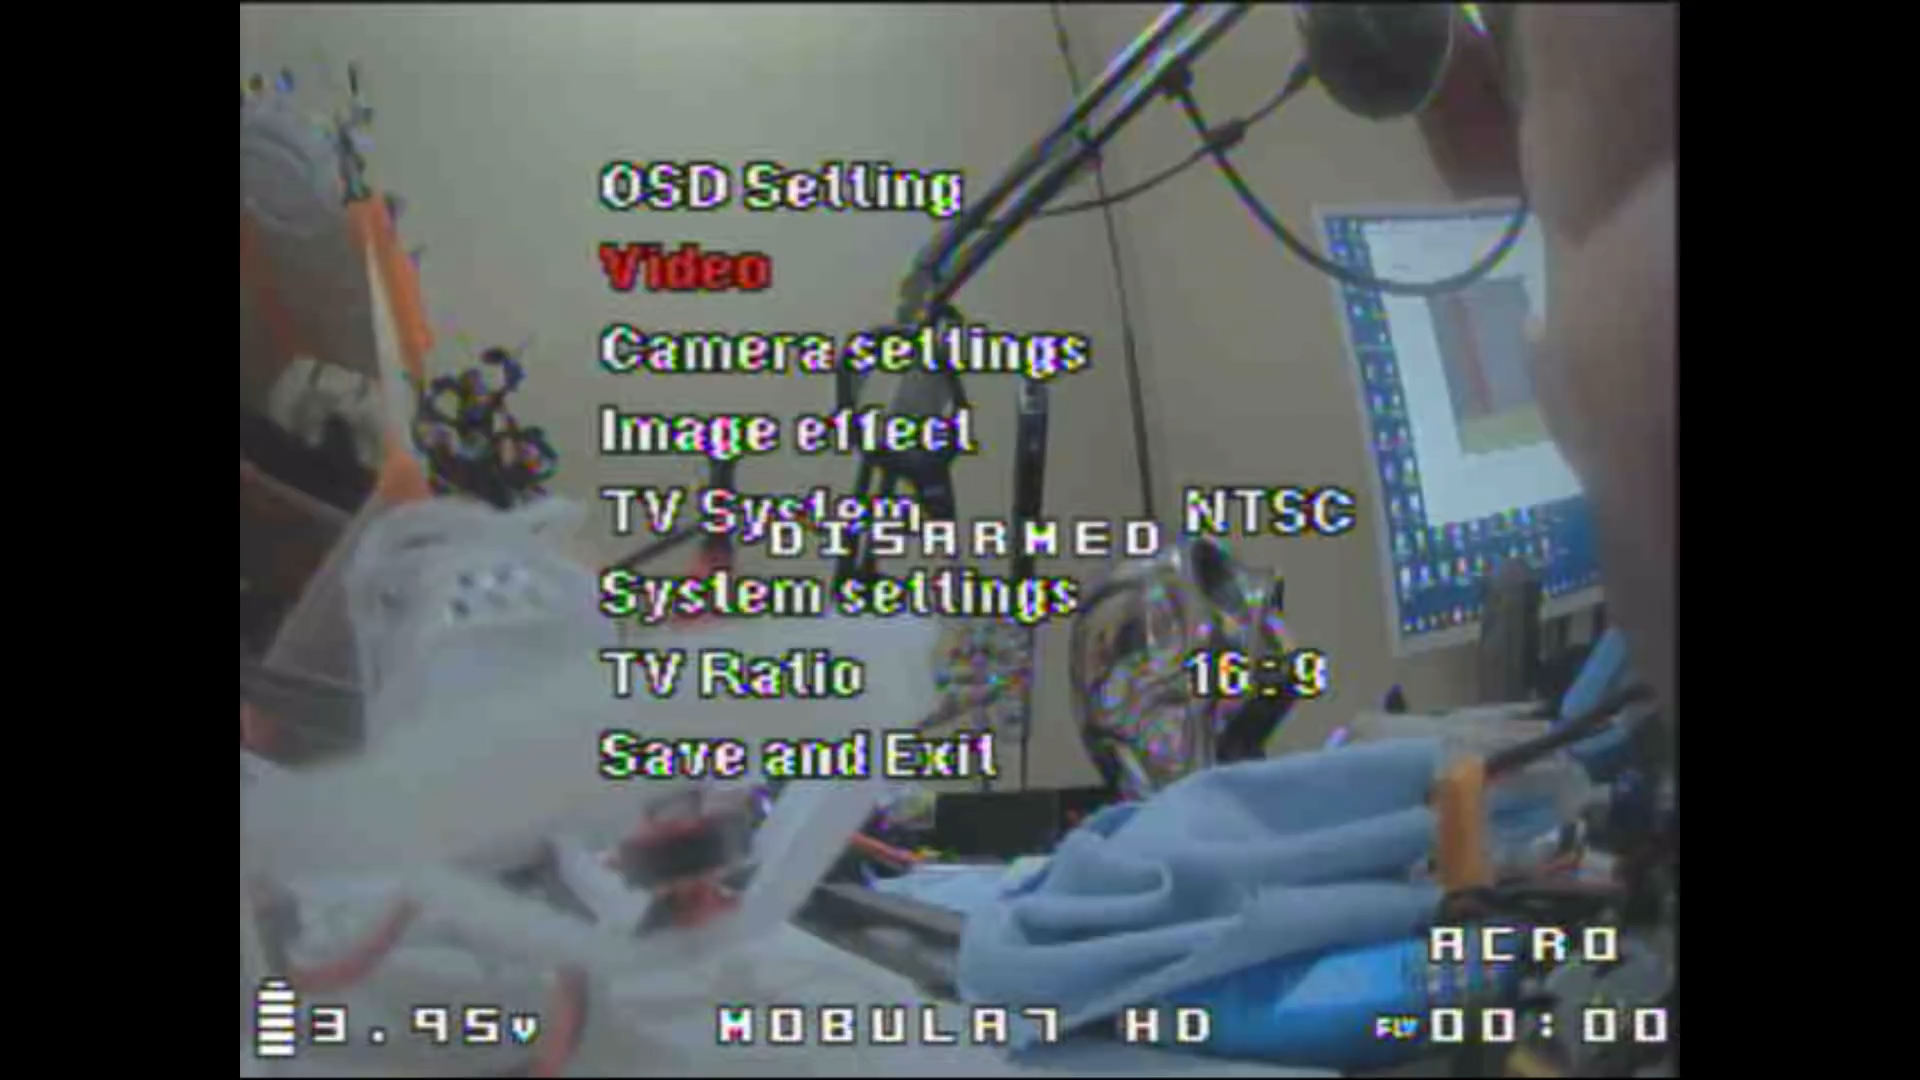 OSD Setting
Video
Camera settings
Image effect
TV System NTSC
DISARMED
System settings
TV Ratio 16:9
Save and Exit
ACRO
3.95v MOBULA7 HD FLY 00:00